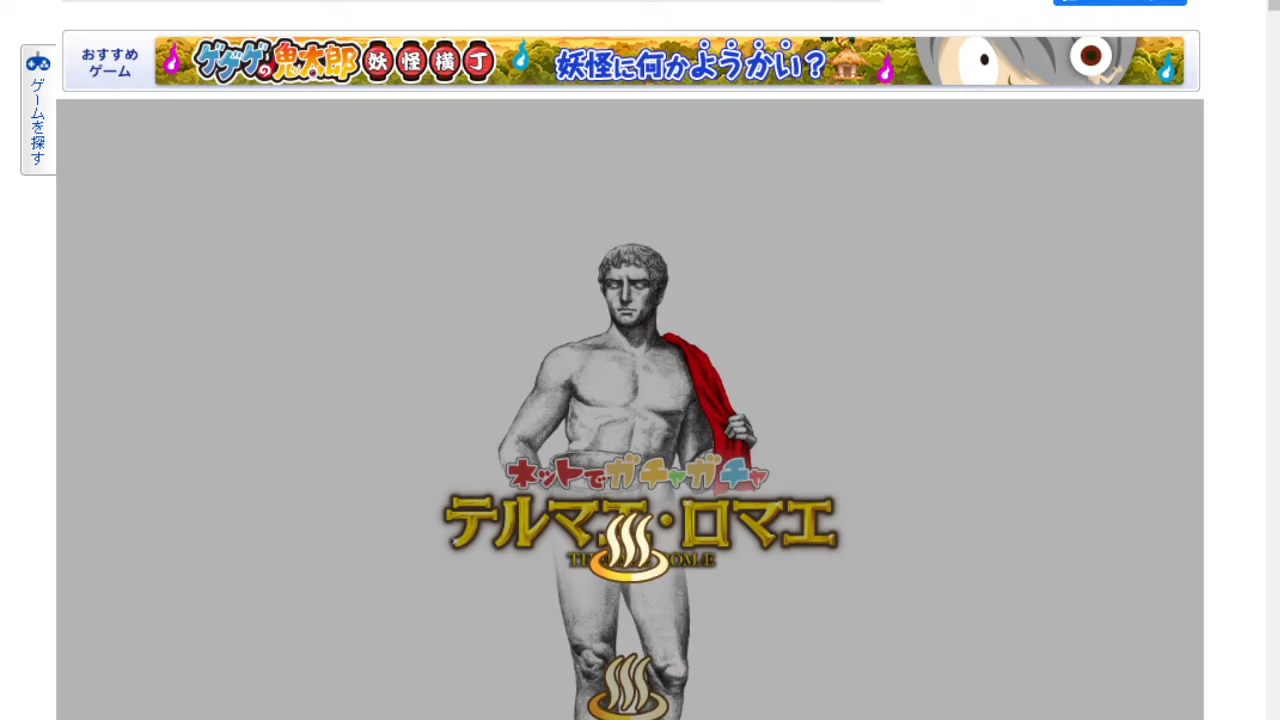 おすすめ
ゲーム
ゲゲゲの鬼太郎 妖怪横丁
妖怪に何かようかい？
ゲームを探す
ネットでガチャガチャ
テルマエ・ロマエ